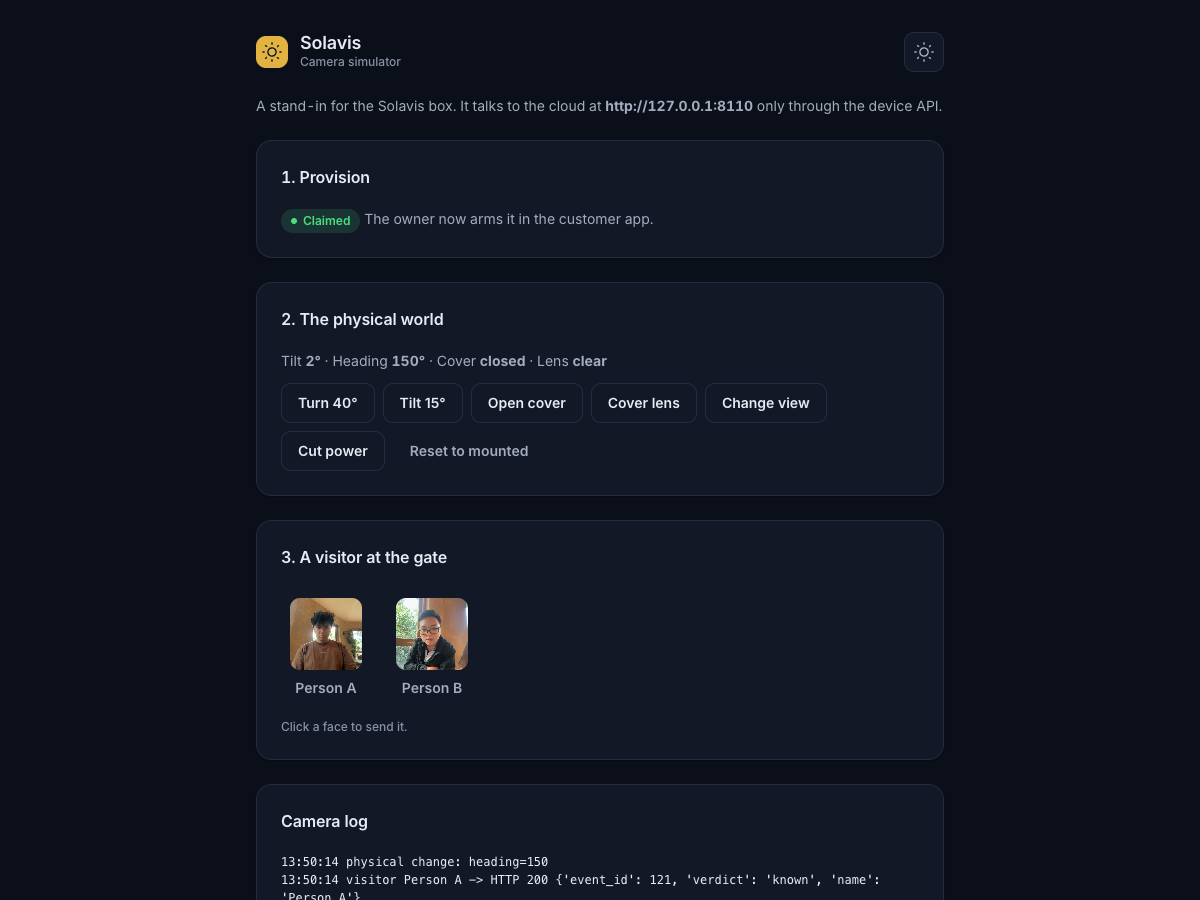 Solavis
Camera simulator
A stand-in for the Solavis box. It talks to the cloud at http://127.0.0.1:8110 only through the device API.
1. Provision
Claimed The owner now arms it in the customer app.
2. The physical world
Tilt 2° · Heading 150° · Cover closed · Lens clear
Turn 40° Tilt 15° Open cover Cover lens Change view
Cut power Reset to mounted
3. A visitor at the gate
Person A Person B
Click a face to send it.
Camera log
13:50:14 physical change: heading=150
13:50:14 visitor Person A -> HTTP 200 {'event_id': 121, 'verdict': 'known', 'name':
'Person A'}